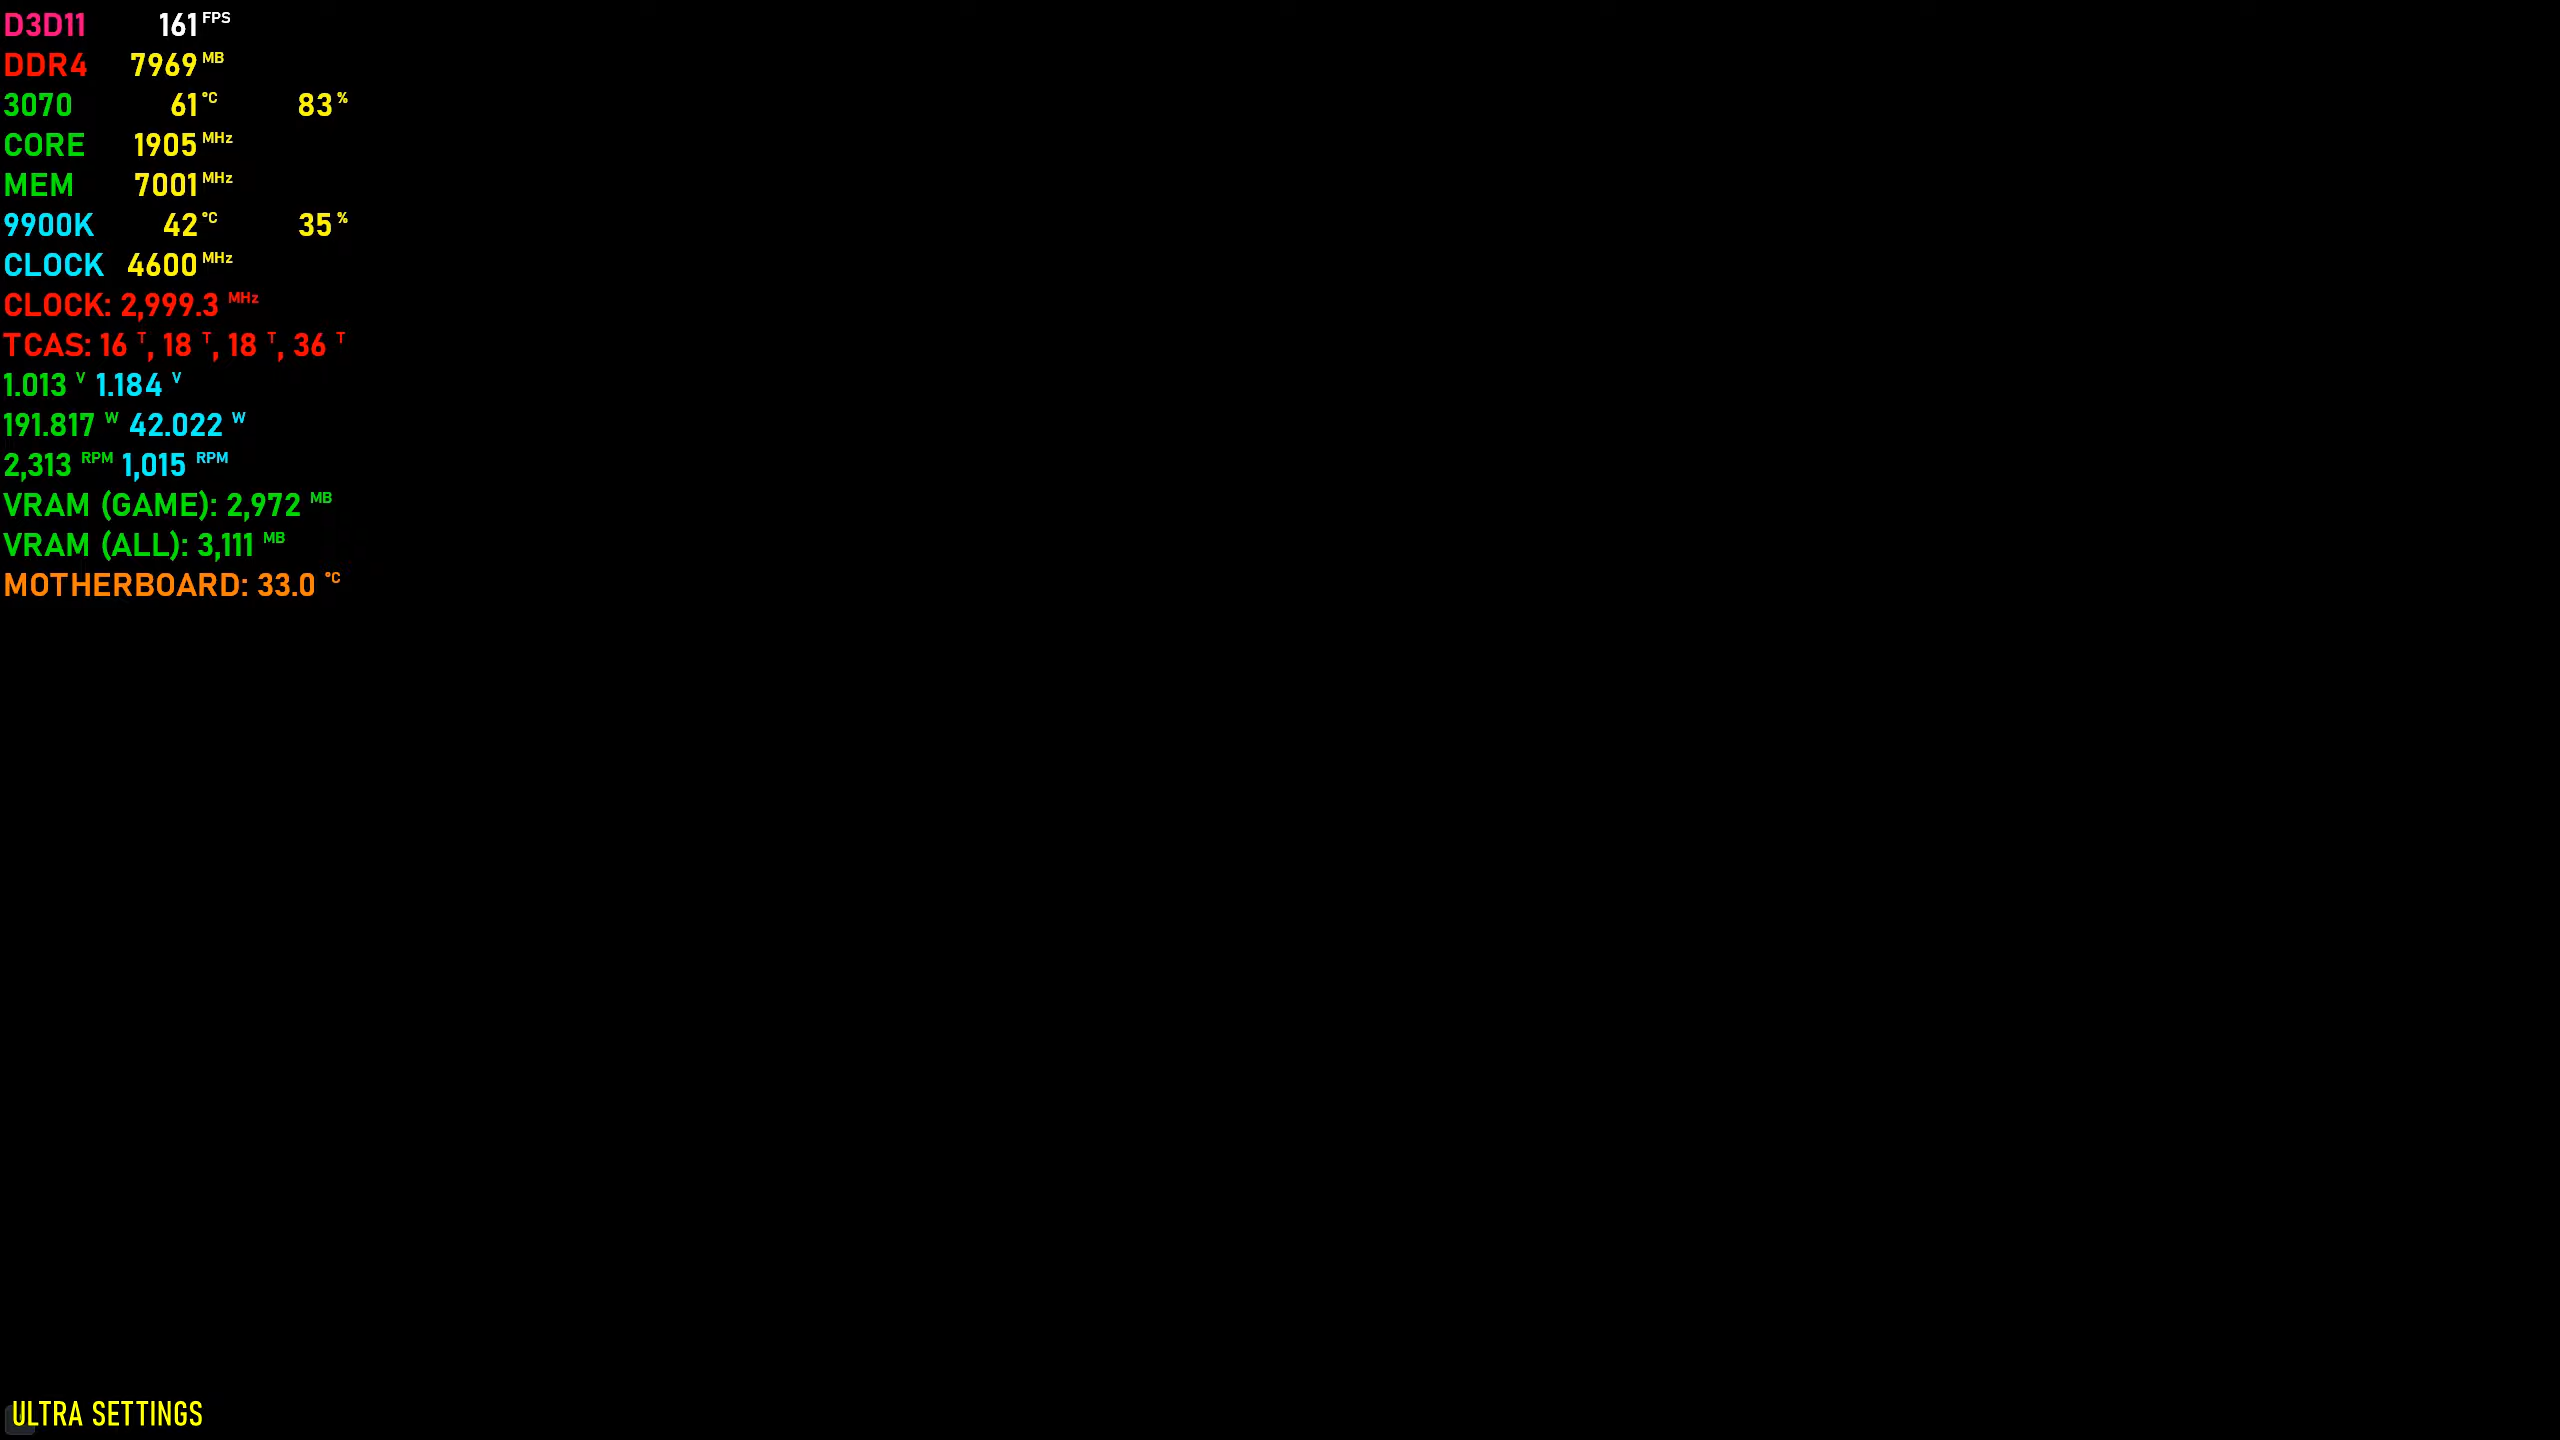 D3D11 161 FPS
DDR4 7969 MB
3070 61 °C 83 %
CORE 1905 MHz
MEM 7001 MHz
9900K 42 °C 35 %
CLOCK 4600 MHz
CLOCK: 2,999.3 MHz
TCAS: 16 T, 18 T, 18 T, 36 T
1.013 V 1.184 V
191.817 W 42.022 W
2,313 RPM 1,015 RPM
VRAM (GAME): 2,972 MB
VRAM (ALL): 3,111 MB
MOTHERBOARD: 33.0 °C
ULTRA SETTINGS